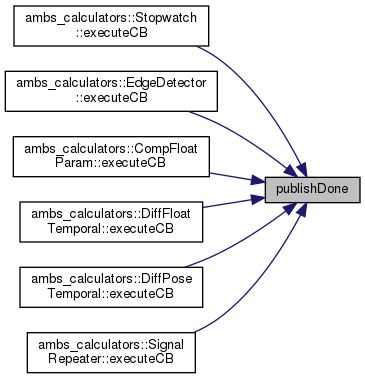 ambs_calculators::Stopwatch
::executeCB
ambs_calculators::EdgeDetector
::executeCB
ambs_calculators::CompFloat
Param::executeCB
publishDone
ambs_calculators::DiffFloat
Temporal::executeCB
ambs_calculators::DiffPose
Temporal::executeCB
ambs_calculators::Signal
Repeater::executeCB